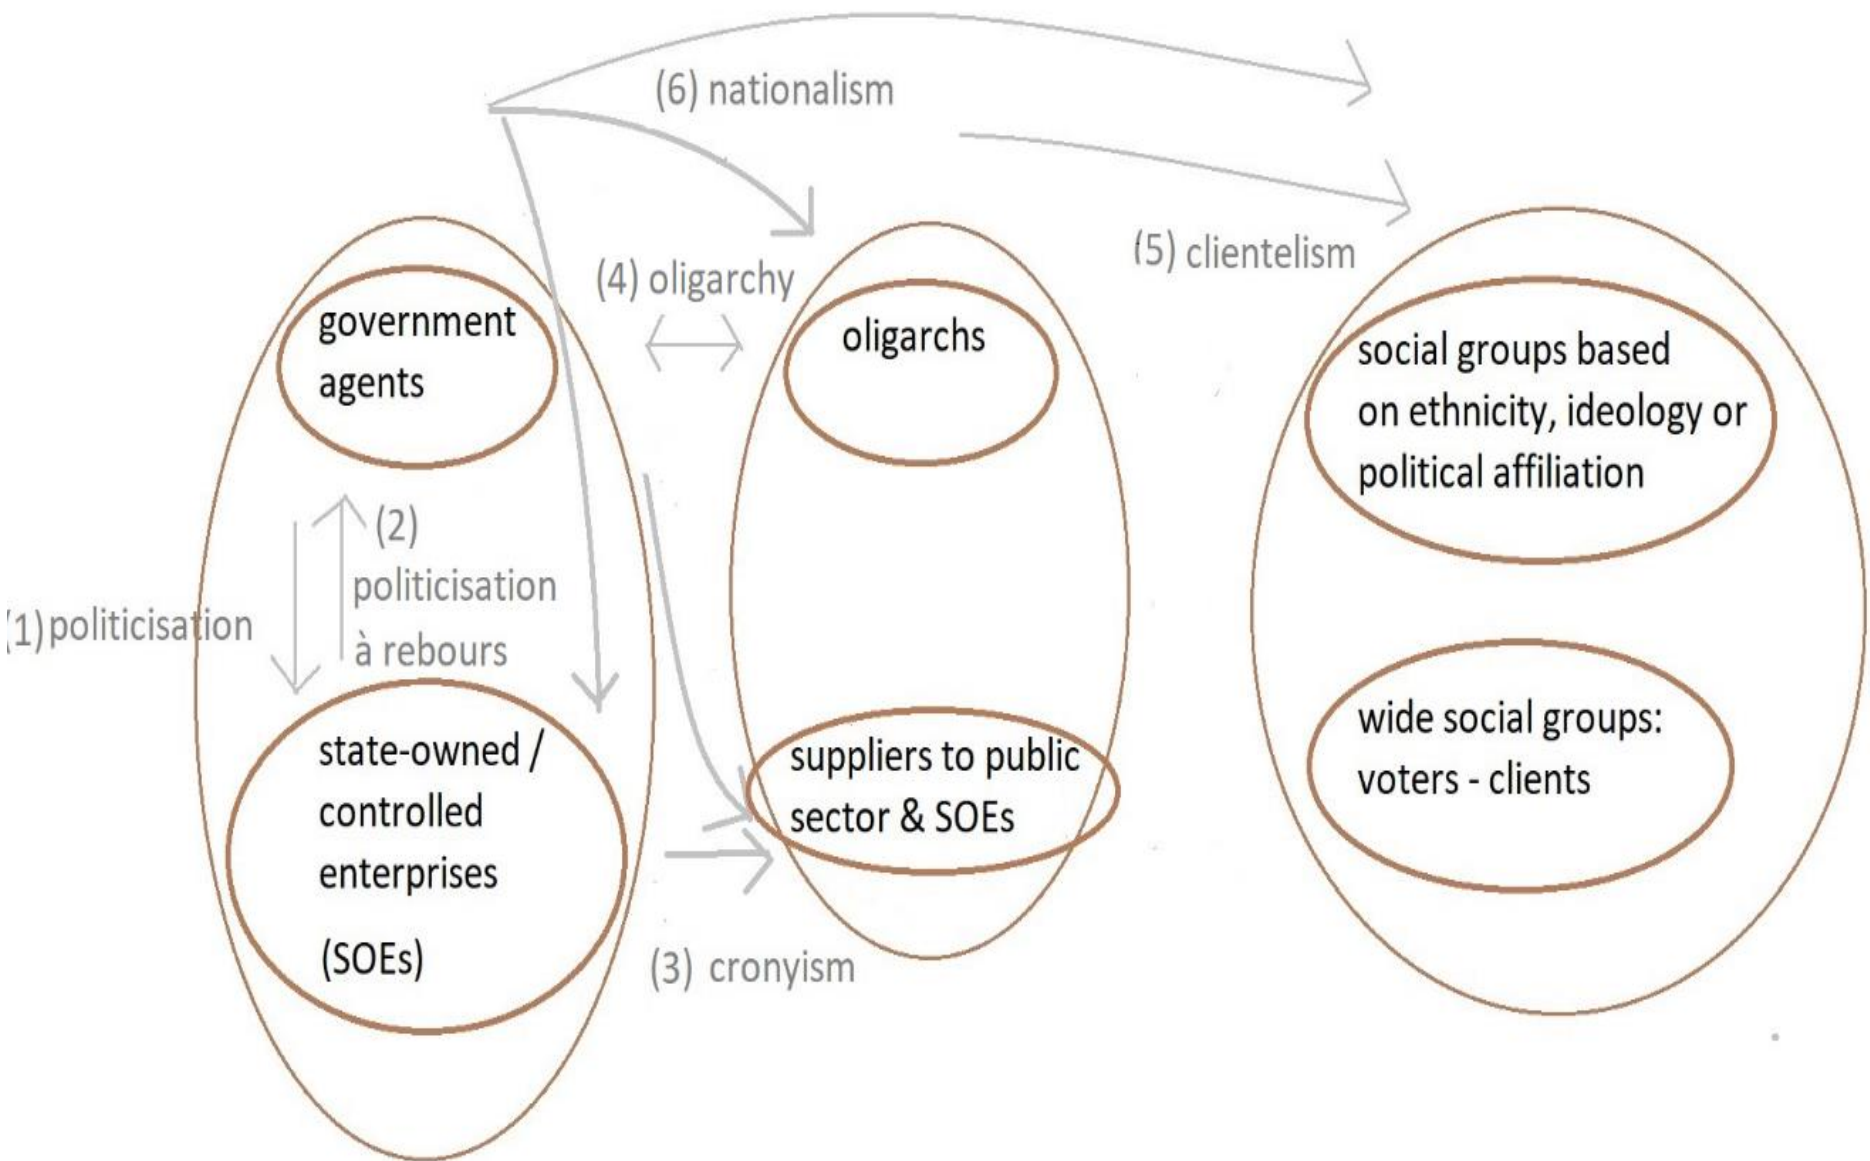 (6) nationalism
(5) clientelism
(4) oligarchy
government
agents
oligarchs
social groups based
on ethnicity, ideology or
political affiliation
(2)
politicisation
à rebours
(1) politicisation
state-owned /
controlled
enterprises
(SOEs)
suppliers to public
sector & SOEs
wide social groups:
voters - clients
(3) cronyism